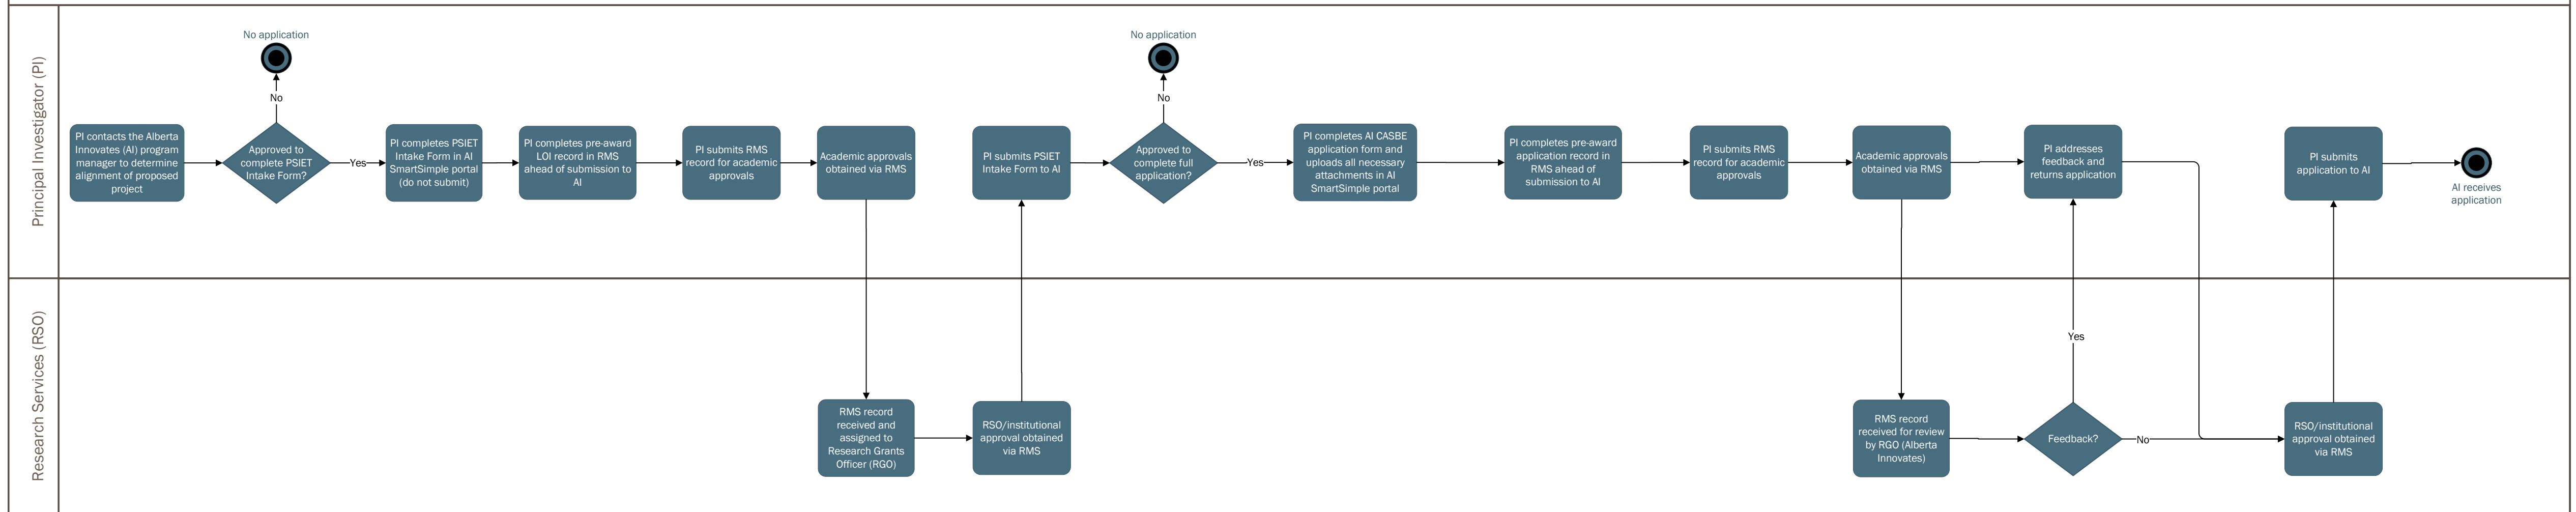 Principal Investigator (PI)
No application
No
PI contacts the Alberta
Innovates (AI) program
manager to determine
alignment of proposed
project
Approved to
complete PSIET
Intake Form?
Yes
PI completes PSIET
Intake Form in AI
SmartSimple portal
(do not submit)
PI completes pre-award
LOI record in RMS
ahead of submission to
AI
PI submits RMS
record for academic
approvals
Academic approvals
obtained via RMS
PI submits PSIET
Intake Form to AI
No application
No
Approved to
complete full
application?
Yes
PI completes AI CASBE
application form and
uploads all necessary
attachments in AI
SmartSimple portal
PI completes pre-award
application record in
RMS ahead of
submission to AI
PI submits RMS
record for academic
approvals
Academic approvals
obtained via RMS
PI addresses
feedback and
returns application
PI submits
application to AI
AI receives
application
Research Services (RSO)
RMS record
received and
assigned to
Research Grants
Officer (RGO)
RSO/institutional
approval obtained
via RMS
RMS record
received for review
by RGO (Alberta
Innovates)
Yes
Feedback?
No
RSO/institutional
approval obtained
via RMS